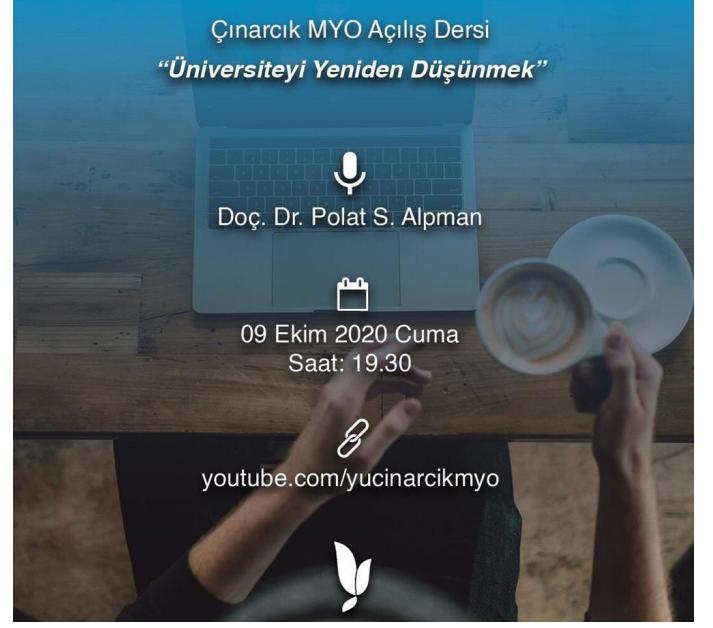 Çınarcık MYO Açılış Dersi
“Üniversiteyi Yeniden Düşünmek”
Doç. Dr. Polat S. Alpman
09 Ekim 2020 Cuma
Saat: 19.30
youtube.com/yucinarcikmyo